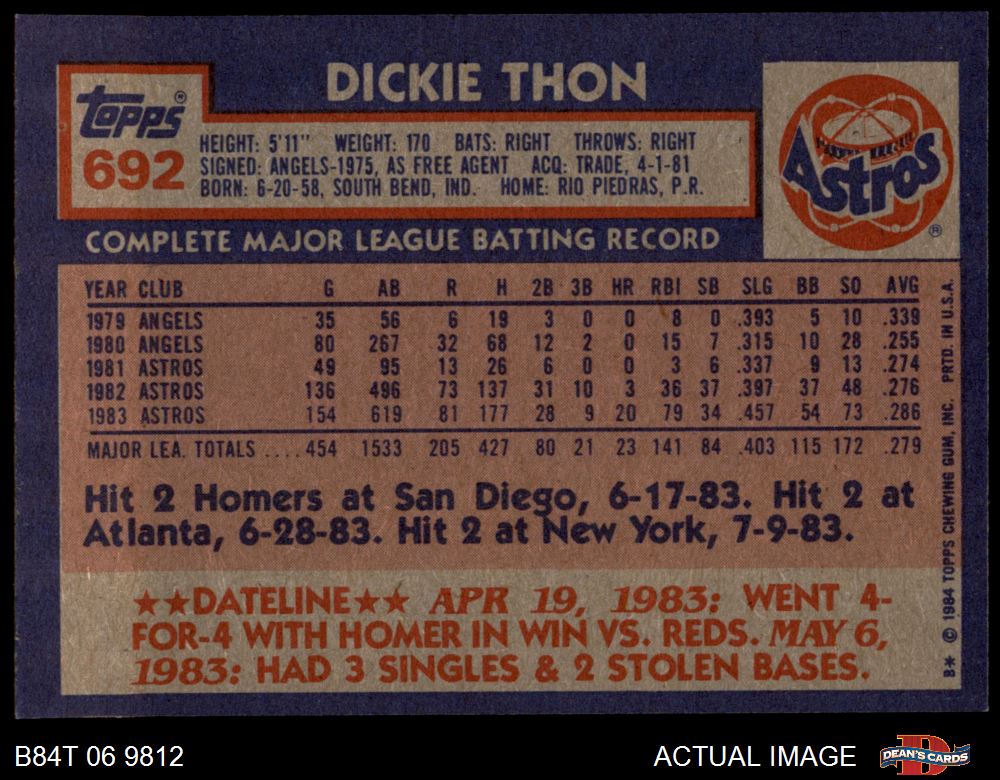 DICKIE THON
topps®
692
HEIGHT: 5'11" WEIGHT: 170 BATS: RIGHT THROWS: RIGHT
SIGNED: ANGELS-1975, AS FREE AGENT ACQ: TRADE, 4-1-81
BORN: 6-20-58, SOUTH BEND, IND. HOME: RIO PIEDRAS, P.R.
Astros
®
COMPLETE MAJOR LEAGUE BATTING RECORD
YEAR CLUB G AB R H 2B 3B HR RBI SB SLG BB SO AVG
1979 ANGELS 35 56 6 19 3 0 0 8 0 .393 5 10 .339
1980 ANGELS 80 267 32 68 12 2 0 15 7 .315 10 28 .255
1981 ASTROS 49 95 13 26 6 0 0 3 6 .337 9 13 .274
1982 ASTROS 136 496 73 137 31 10 3 36 37 .397 37 48 .276
1983 ASTROS 154 619 81 177 28 9 20 79 34 .457 54 73 .286
MAJOR LEA. TOTALS ....454 1533 205 427 80 21 23 141 84 .403 115 172 .279
Hit 2 Homers at San Diego, 6-17-83. Hit 2 at
Atlanta, 6-28-83. Hit 2 at New York, 7-9-83.
★★DATELINE★★ APR 19, 1983: WENT 4-
FOR-4 WITH HOMER IN WIN VS. REDS. MAY 6,
1983: HAD 3 SINGLES & 2 STOLEN BASES.
B* © 1984 TOPPS CHEWING GUM, INC. PRTD. IN U.S.A.
B84T 06 9812
ACTUAL IMAGE
D
DEAN'S CARDS